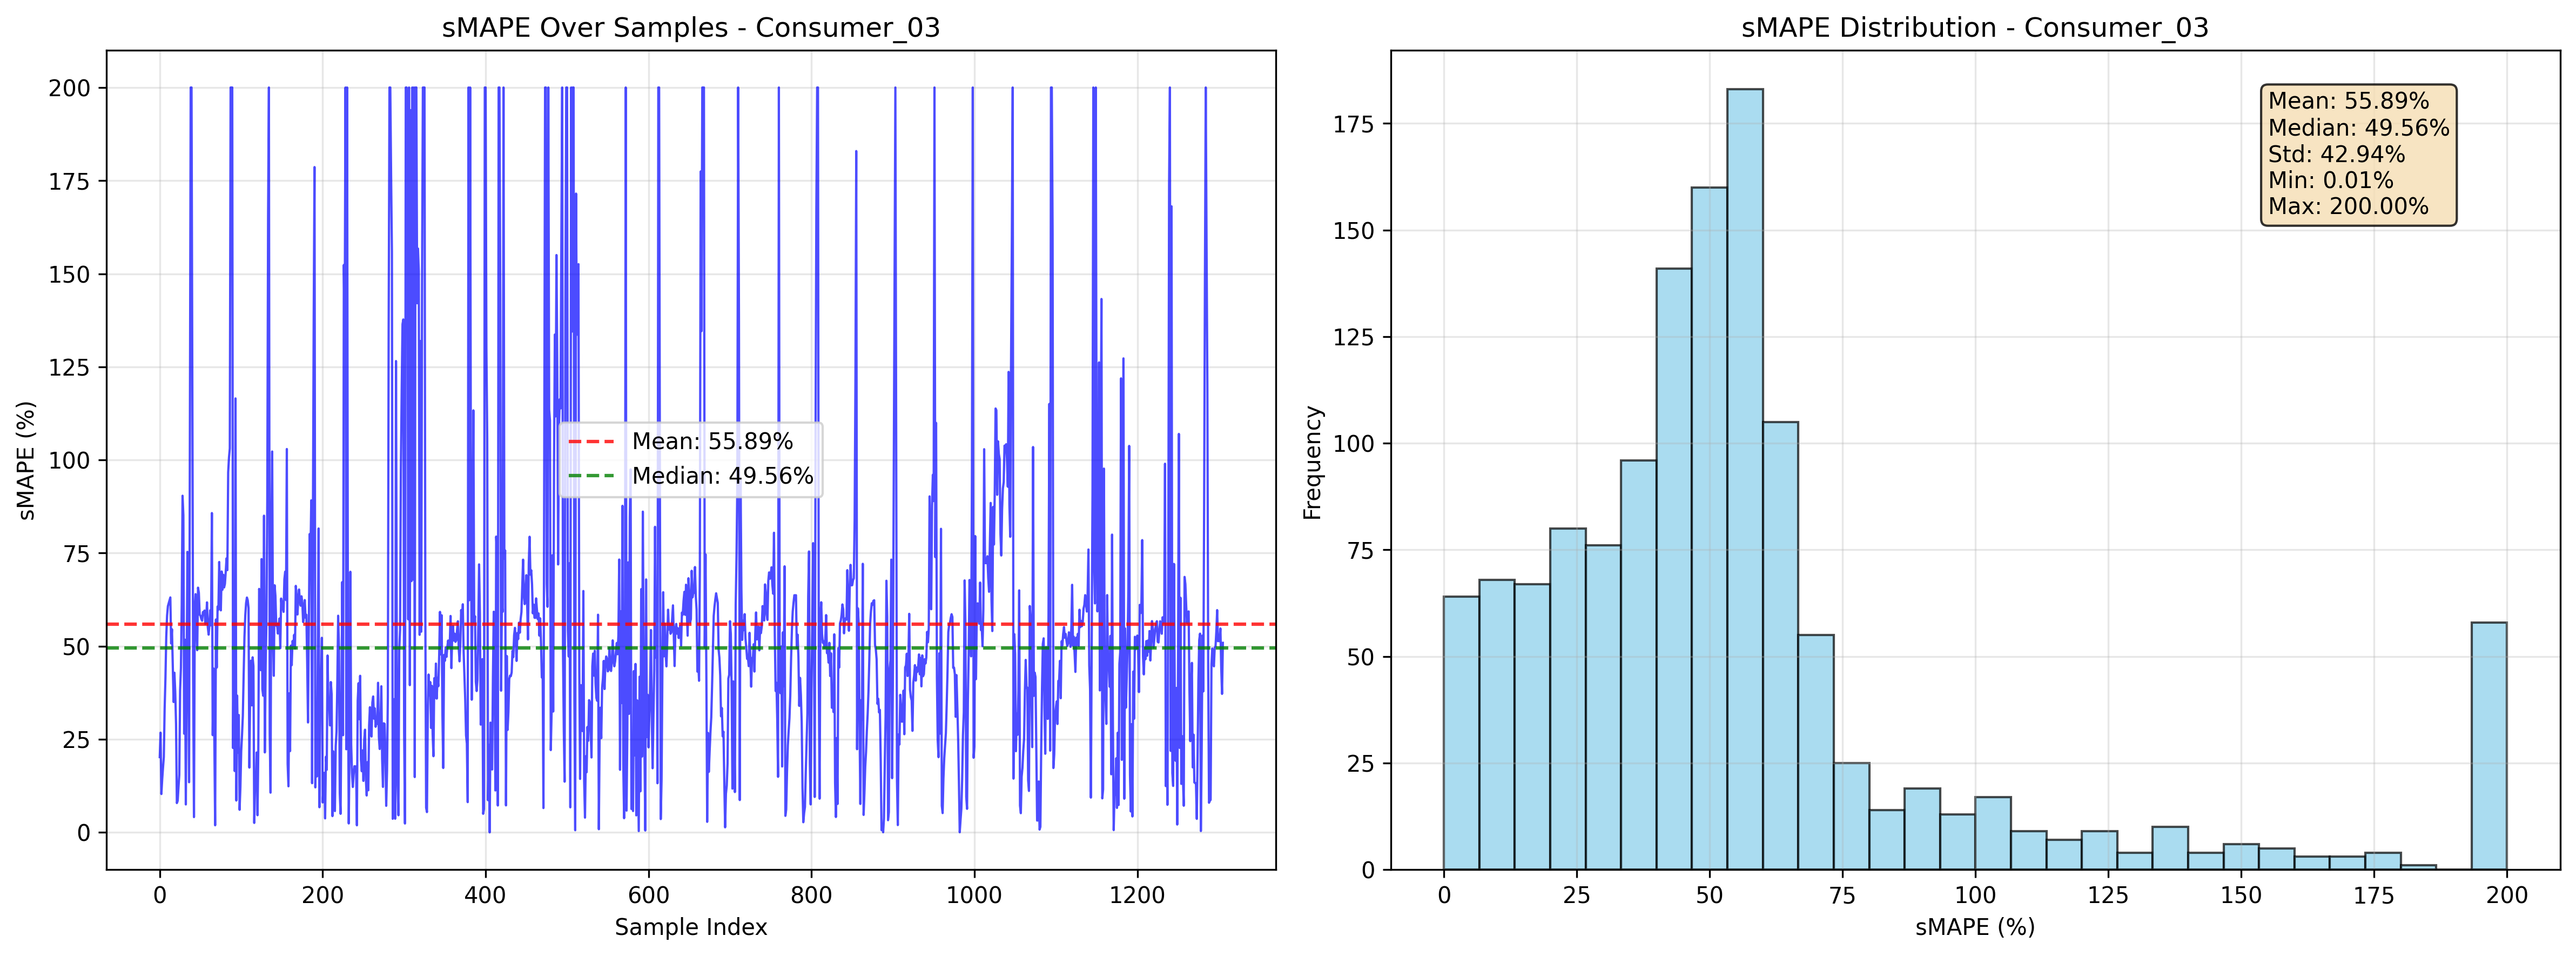 sMAPE Over Samples - Consumer_03
sMAPE (%)
200
175
150
125
100
75
50
25
0
Mean: 55.89%
Median: 49.56%
0
200
400
600
800
1000
1200
Sample Index
sMAPE Distribution - Consumer_03
Frequency
175
150
125
100
75
50
25
0
Mean: 55.89%
Median: 49.56%
Std: 42.94%
Min: 0.01%
Max: 200.00%
0
25
50
75
100
125
150
175
200
sMAPE (%)